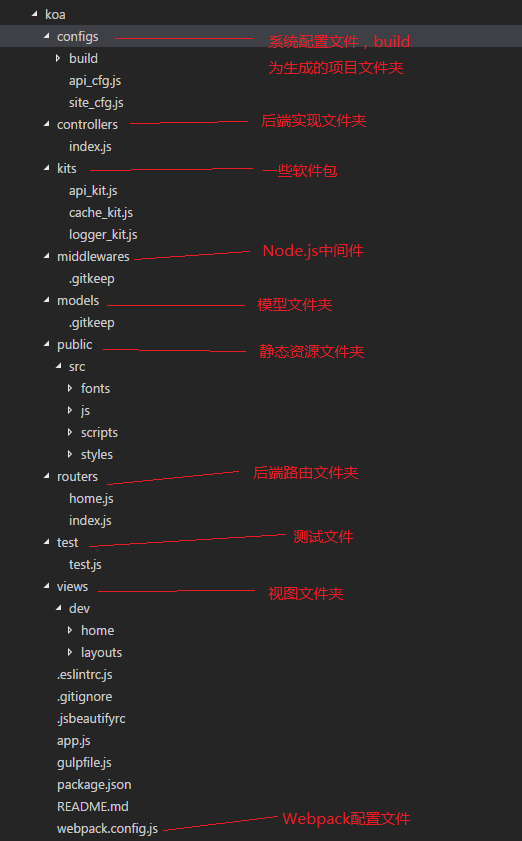 koa
configs
系统配置文件，build
build
为生成的项目文件夹
api_cfg.js
site_cfg.js
controllers
后端实现文件夹
index.js
kits
一些软件包
api_kit.js
cache_kit.js
logger_kit.js
middlewares
Node.js中间件
.gitkeep
models
模型文件夹
.gitkeep
public
静态资源文件夹
src
fonts
js
scripts
styles
routers
后端路由文件夹
home.js
index.js
test
测试文件
test.js
views
视图文件夹
dev
home
layouts
.eslintrc.js
.gitignore
.jsbeautifyrc
app.js
gulpfile.js
package.json
README.md
webpack.config.js
Webpack配置文件